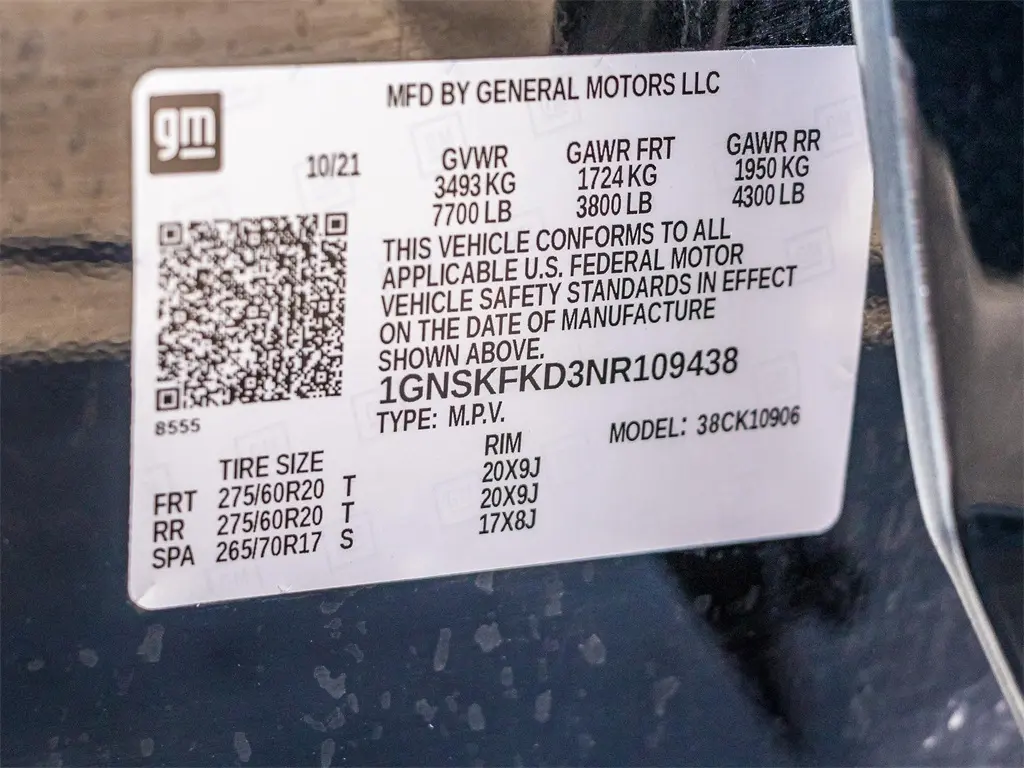 gm
MFD BY GENERAL MOTORS LLC
10/21
GVWR GAWR FRT GAWR RR
3493 KG 1724 KG 1950 KG
7700 LB 3800 LB 4300 LB
THIS VEHICLE CONFORMS TO ALL
APPLICABLE U.S. FEDERAL MOTOR
VEHICLE SAFETY STANDARDS IN EFFECT
ON THE DATE OF MANUFACTURE
SHOWN ABOVE.
1GNSKFKD3NR109438
8555
TYPE: M.P.V.
MODEL: 38CK10906
TIRE SIZE RIM
FRT 275/60R20 T 20X9J
RR 275/60R20 T 20X9J
SPA 265/70R17 S 17X8J